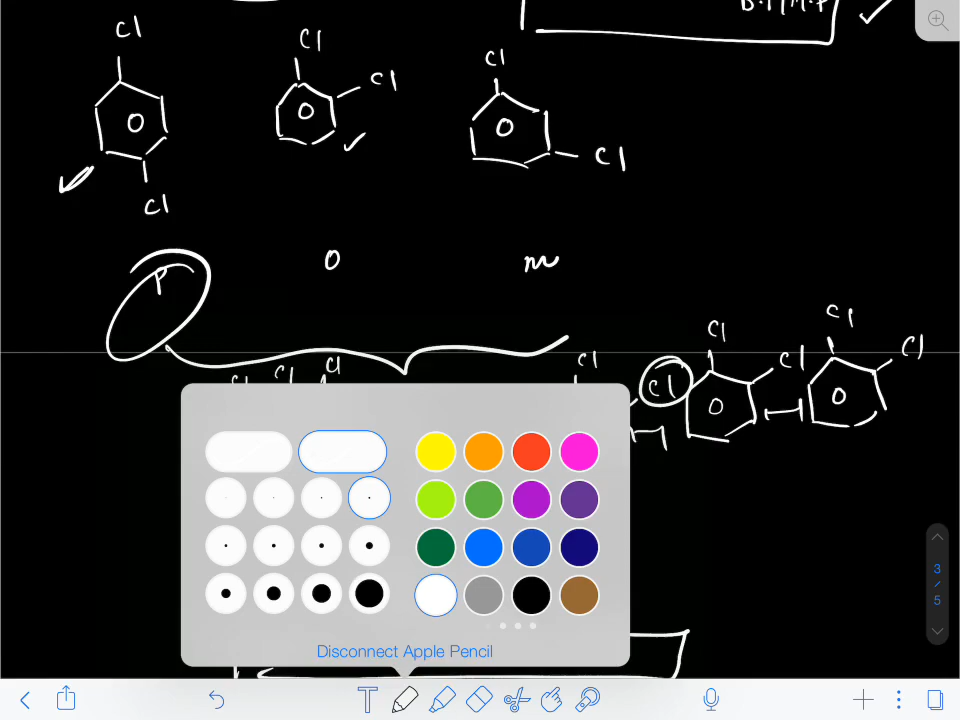 B.P/M.P
Cl Cl Cl
Cl
Cl
Cl
P O m
Cl Cl
Cl Cl Cl
Cl Cl Cl Cl
3
/
5
Disconnect Apple Pencil
T